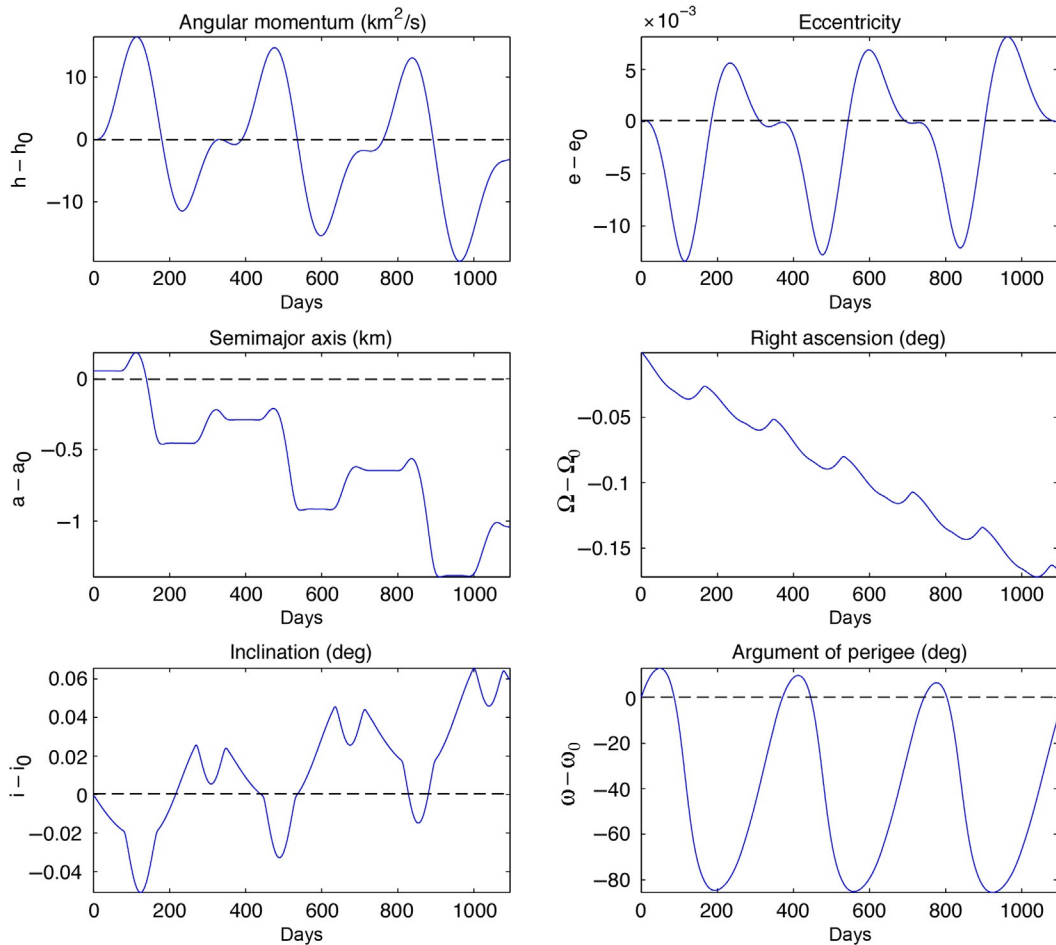 Angular momentum (km²/s)
10
0
−10
h − h₀
0 200 400 600 800 1000
Days
Eccentricity
× 10⁻³
5
0
−5
−10
e − e₀
0 200 400 600 800 1000
Days
Semimajor axis (km)
0
−0.5
−1
a − a₀
0 200 400 600 800 1000
Days
Right ascension (deg)
−0.05
−0.1
−0.15
Ω − Ω₀
0 200 400 600 800 1000
Days
Inclination (deg)
0.06
0.04
0.02
0
−0.02
−0.04
i − i₀
0 200 400 600 800 1000
Days
Argument of perigee (deg)
0
−20
−40
−60
−80
ω − ω₀
0 200 400 600 800 1000
Days